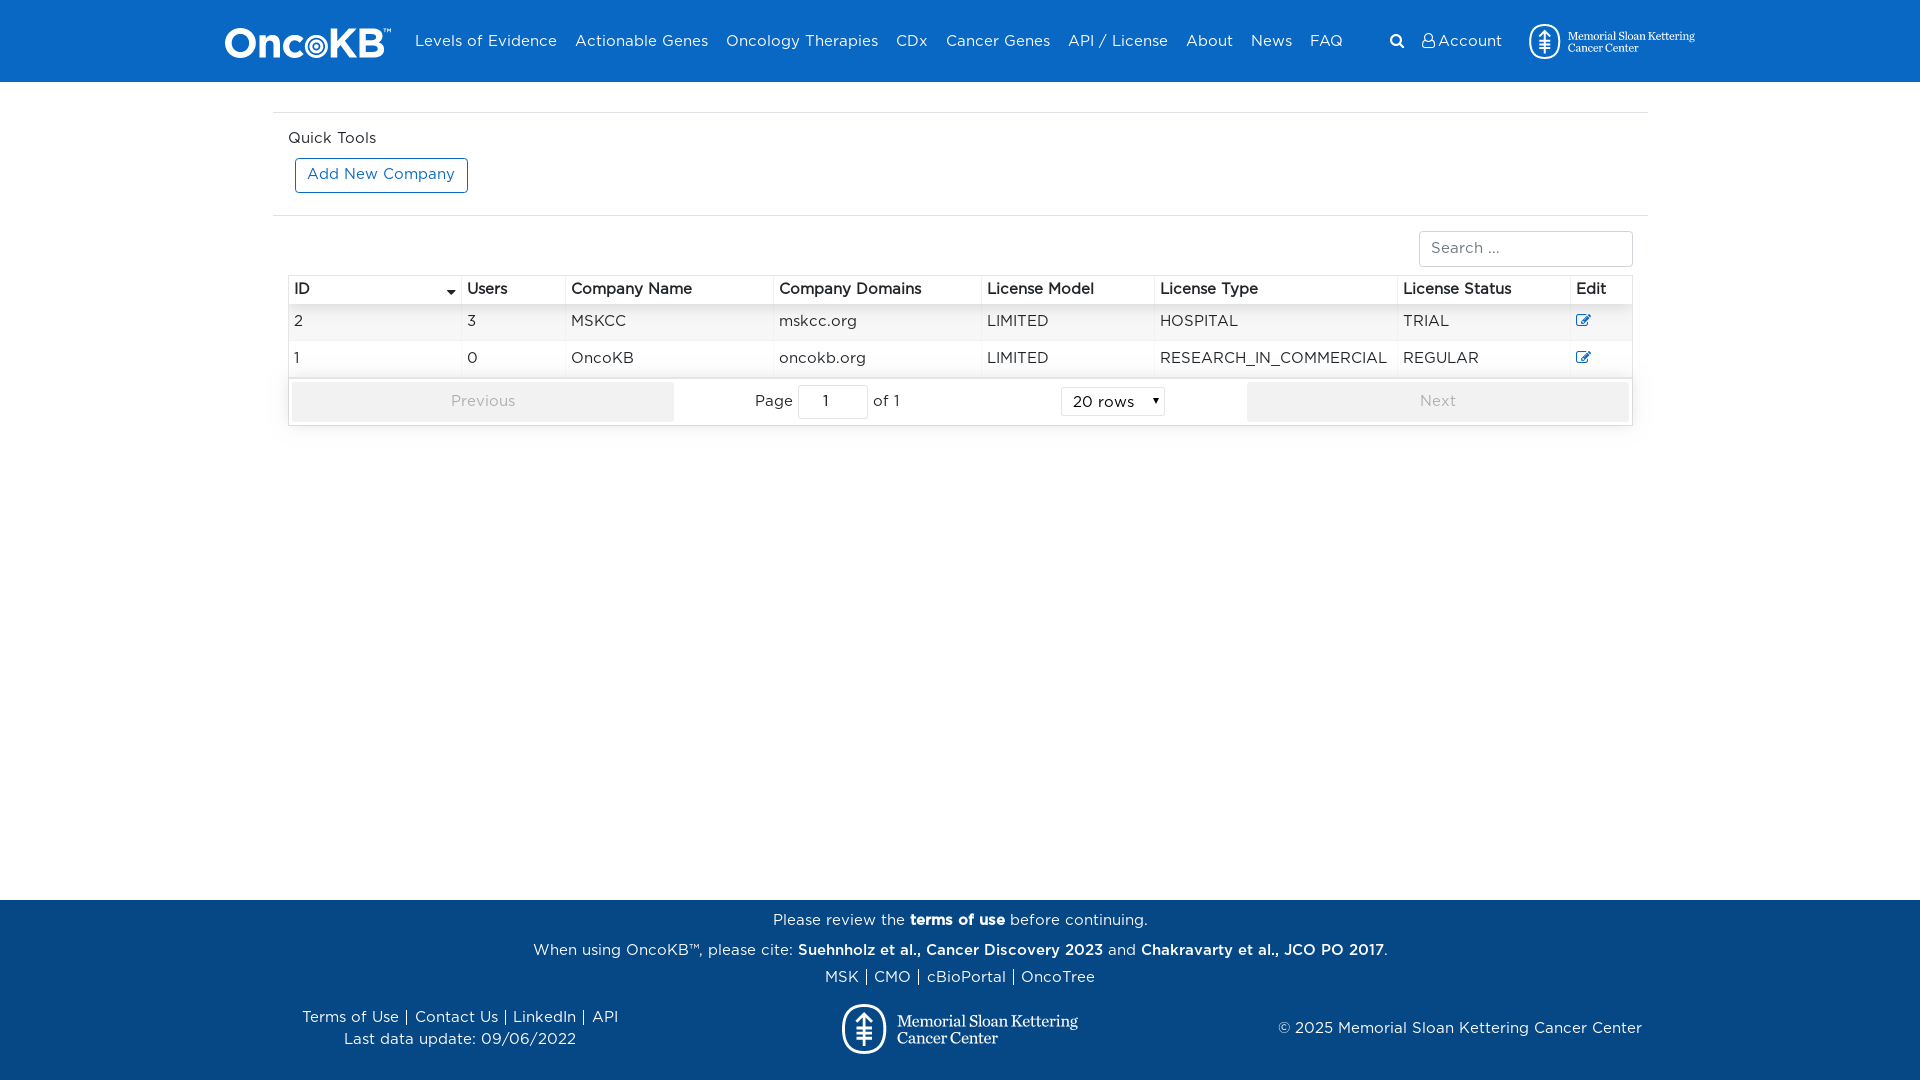 OncoKB™ Levels of Evidence Actionable Genes Oncology Therapies CDx Cancer Genes API / License About News FAQ Account Memorial Sloan Kettering
Cancer Center
Quick Tools
Add New Company
Search ...
ID Users Company Name Company Domains License Model License Type License Status Edit
2 3 MSKCC mskcc.org LIMITED HOSPITAL TRIAL
1 0 OncoKB oncokb.org LIMITED RESEARCH_IN_COMMERCIAL REGULAR
Previous Page 1 of 1 20 rows Next
Please review the terms of use before continuing.
When using OncoKB™, please cite: Suehnholz et al., Cancer Discovery 2023 and Chakravarty et al., JCO PO 2017.
MSK | CMO | cBioPortal | OncoTree
Terms of Use | Contact Us | LinkedIn | API
Last data update: 09/06/2022
Memorial Sloan Kettering
Cancer Center
© 2025 Memorial Sloan Kettering Cancer Center